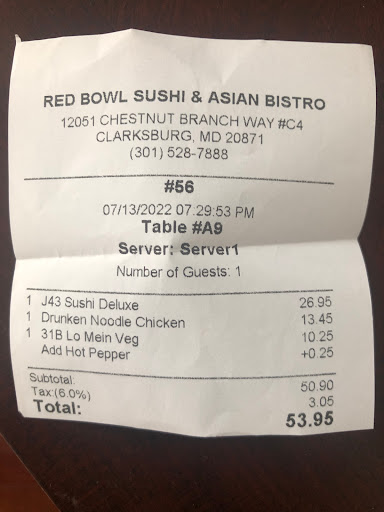 RED BOWL SUSHI & ASIAN BISTRO
12051 CHESTNUT BRANCH WAY #C4
CLARKSBURG, MD 20871
(301) 528-7888
#56
07/13/2022 07:29:53 PM
Table #A9
Server: Server1
Number of Guests: 1
1 J43 Sushi Deluxe 26.95
1 Drunken Noodle Chicken 13.45
1 31B Lo Mein Veg 10.25
Add Hot Pepper +0.25
Subtotal: 50.90
Tax:(6.0%) 3.05
Total: 53.95